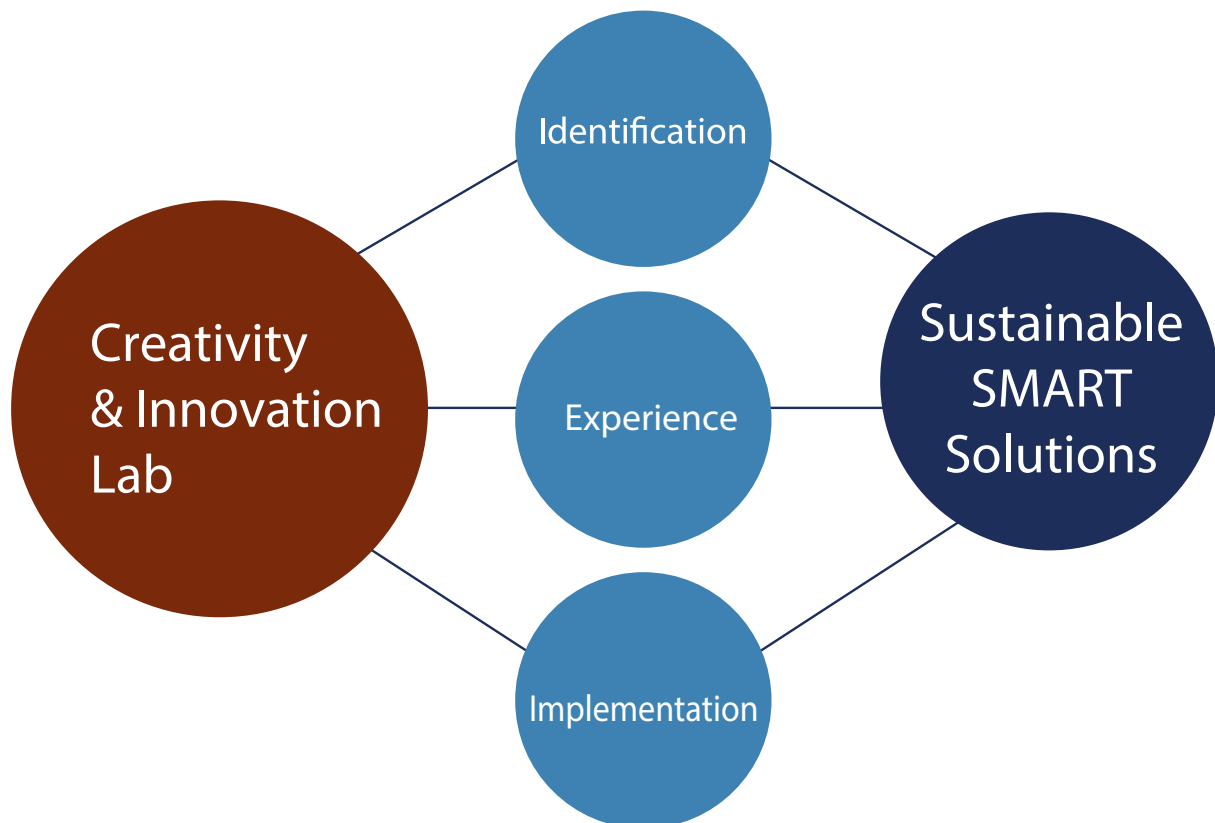 Identification
Creativity
& Innovation
Lab
Experience
Sustainable
SMART
Solutions
Implementation